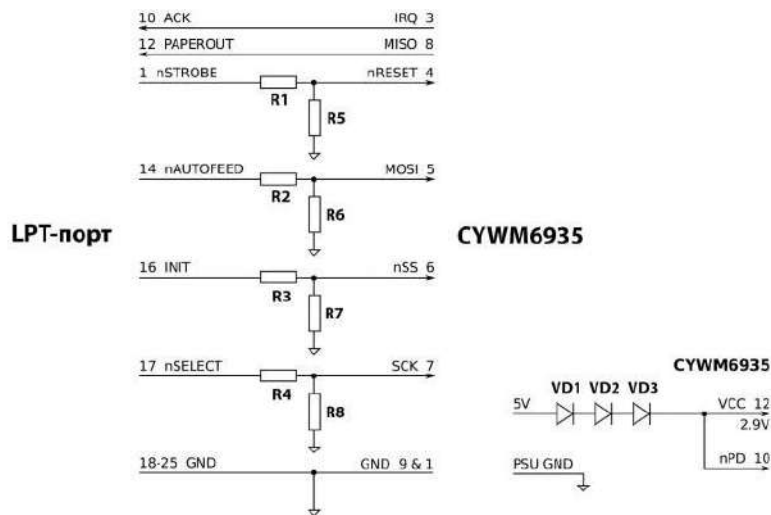 10 ACK IRQ 3
12 PAPEROUT MISO 8
1 nSTROBE nRESET 4
R1
R5
14 nAUTOFEED MOSI 5
R2
R6
LPT-порт CYWM6935
16 INIT nSS 6
R3
R7
17 nSELECT SCK 7
R4
R8
18-25 GND GND 9 & 1
CYWM6935
VD1 VD2 VD3
5V VCC 12
2.9V
PSU GND nPD 10